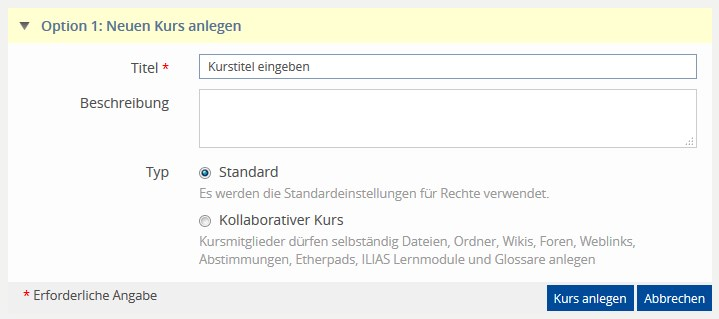 Option 1: Neuen Kurs anlegen
Titel *
Kurstitel eingeben
Beschreibung
Typ
Standard
Es werden die Standardeinstellungen für Rechte verwendet.
Kollaborativer Kurs
Kursmitglieder dürfen selbständig Dateien, Ordner, Wikis, Foren, Weblinks,
Abstimmungen, Etherpads, ILIAS Lernmodule und Glossare anlegen
* Erforderliche Angabe
Kurs anlegen
Abbrechen